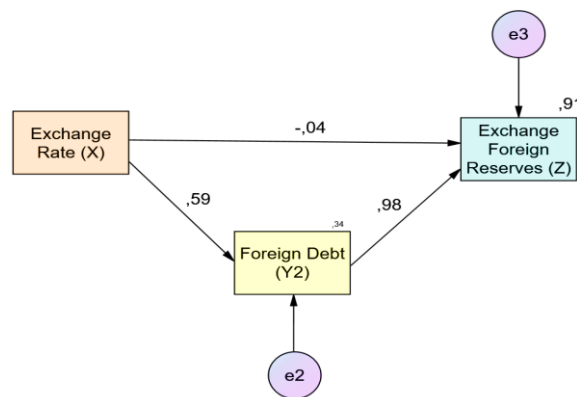 e3
,91
Exchange
Rate (X)
-,04
Exchange
Foreign
Reserves (Z)
,59
,98
,34
Foreign Debt
(Y2)
e2